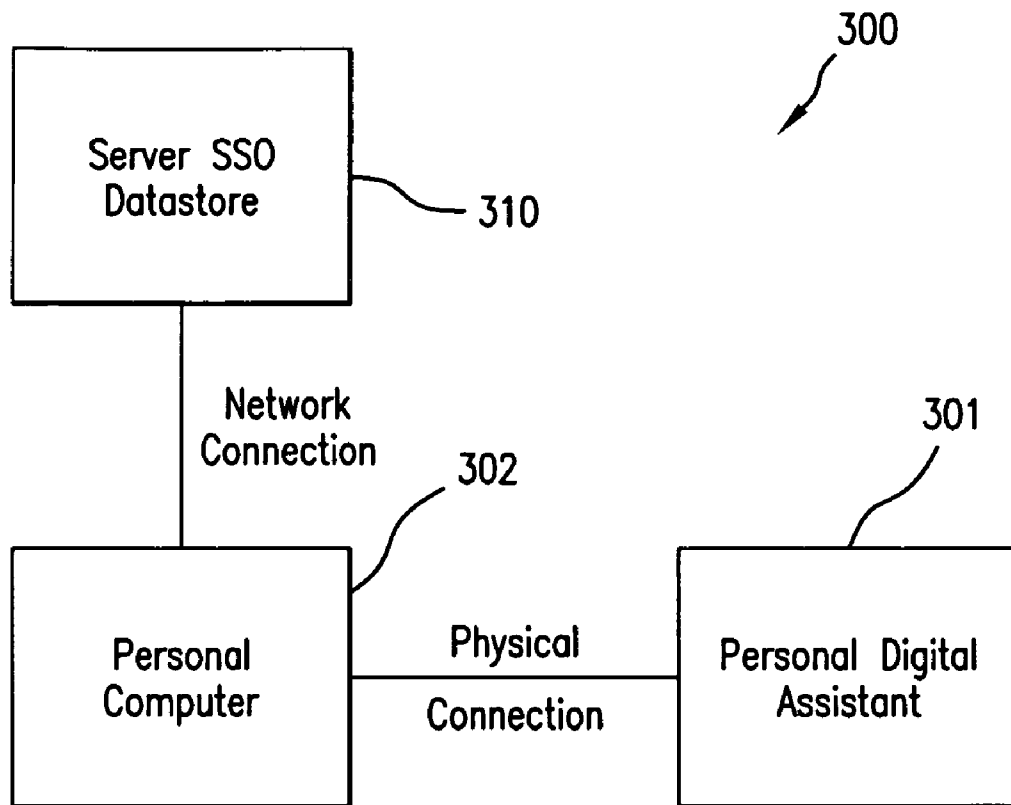 300
Server SSO
Datastore
310
Network
Connection
301
302
Personal
Computer
Physical
Connection
Personal Digital
Assistant